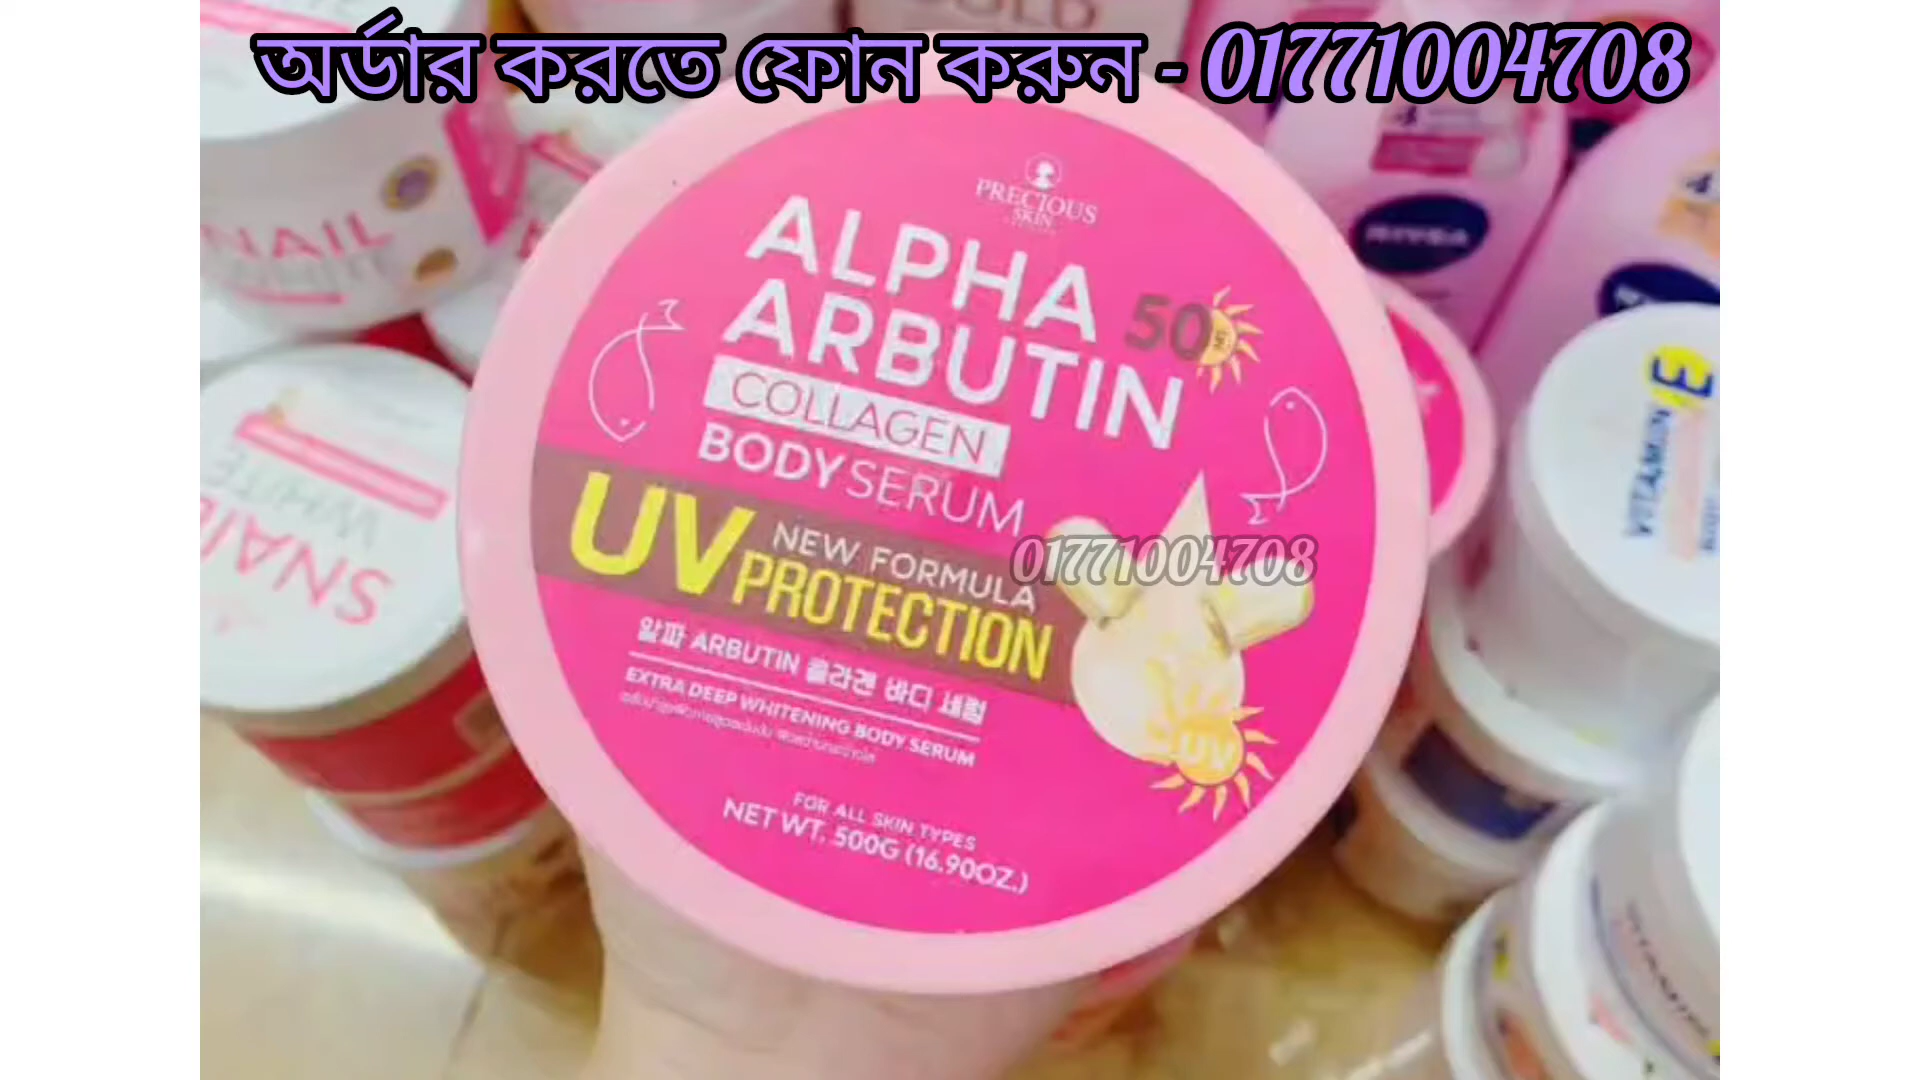 অর্ডার করতে ফোন করুন - 01771004708
PRECIOUS
SKIN
ALPHA
ARBUTIN
50
COLLAGEN
BODY SERUM
UV
NEW FORMULA
PROTECTION
01771004708
알파 ARBUTIN 콜라겐 바디 세럼
EXTRA DEEP WHITENING BODY SERUM
UV
FOR ALL SKIN TYPES
NET WT. 500G (16.90OZ.)
SNAIL
WHITE
SNAIL
WHITE
NIVEA
VITAMIN E